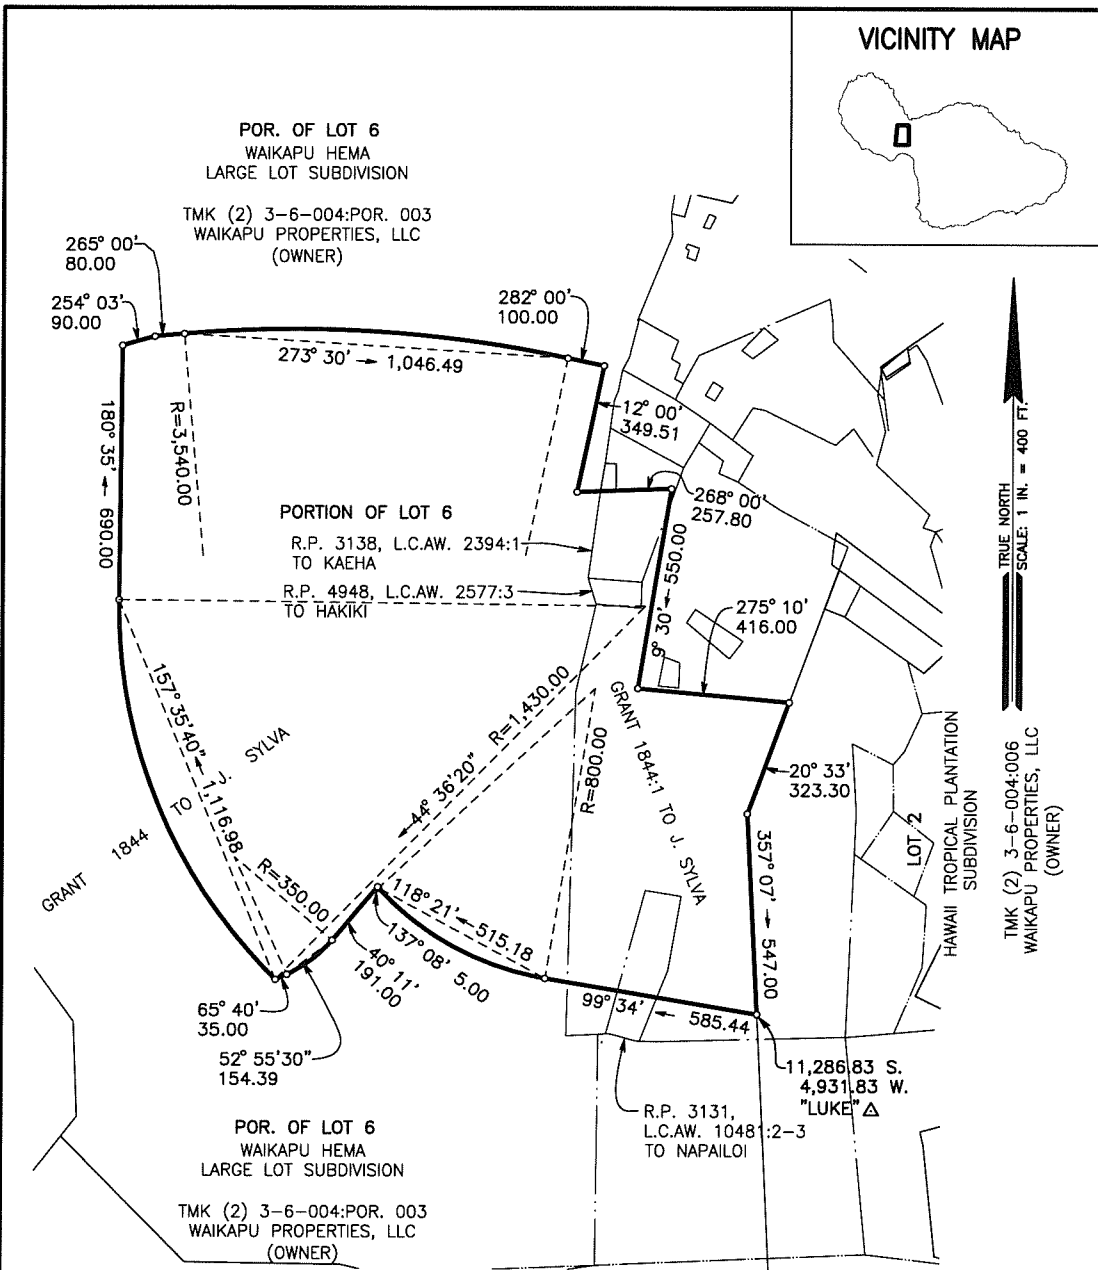 VICINITY MAP
POR. OF LOT 6
WAIKAPU HEMA
LARGE LOT SUBDIVISION
TMK (2) 3-6-004:POR. 003
WAIKAPU PROPERTIES, LLC
(OWNER)
265° 00'
80.00
254° 03'
90.00
282° 00'
100.00
273° 30' → 1,046.49
12° 00'
349.51
180° 35' ← 690.00
R=3,540.00
TRUE NORTH
SCALE: 1 IN. = 400 FT.
268° 00'
257.80
PORTION OF LOT 6
R.P. 3138, L.C.AW. 2394:1
TO KAEHA
R.P. 4948, L.C.AW. 2577:3
TO HAKIKI
9° 30' ← 550.00
275° 10'
416.00
157° 35'40" ← 1,116.98
44° 36'20" R=1,430.00
R=800.00
GRANT 1844:1 TO J. SYLVA
GRANT 1844 TO J. SYLVA
20° 33'
323.30
357° 07' → 547.00
LOT 2
HAWAII TROPICAL PLANTATION
SUBDIVISION
TMK (2) 3-6-004:006
WAIKAPU PROPERTIES, LLC
(OWNER)
R=350.00
118° 21' ← 515.18
137° 08' 5.00
40° 11'
191.00
99° 34' ← 585.44
65° 40'
35.00
52° 55'30"
154.39
11,286.83 S.
4,931.83 W.
"LUKE" △
R.P. 3131,
L.C.AW. 10481:2-3
TO NAPAILOI
POR. OF LOT 6
WAIKAPU HEMA
LARGE LOT SUBDIVISION
TMK (2) 3-6-004:POR. 003
WAIKAPU PROPERTIES, LLC
(OWNER)